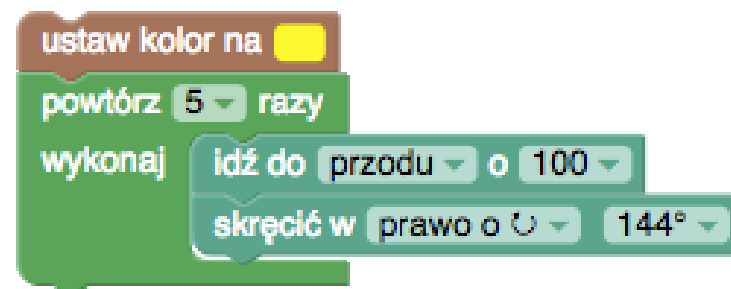 ustaw kolor na
powtórz 5 razy
wykonaj idź do przodu o 100
skręcić w prawo o ↻ 144°